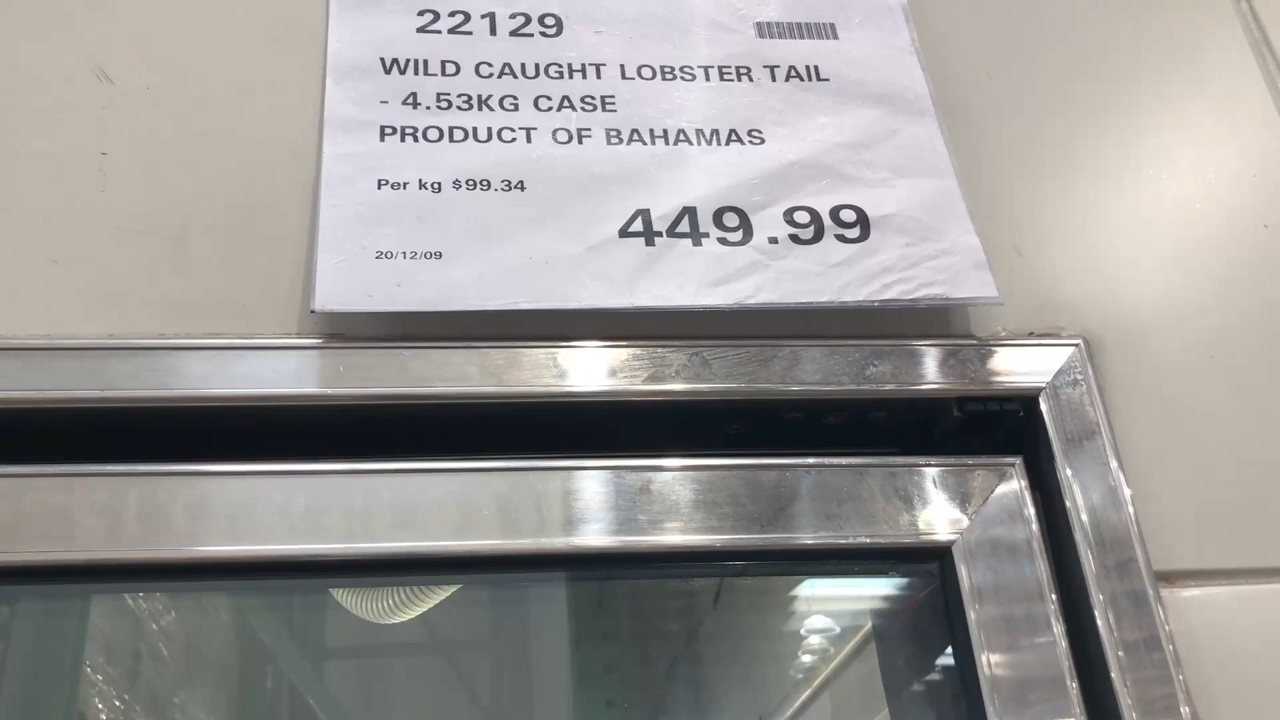 22129
WILD CAUGHT LOBSTER TAIL
- 4.53KG CASE
PRODUCT OF BAHAMAS
Per kg $99.34
449.99
20/12/09